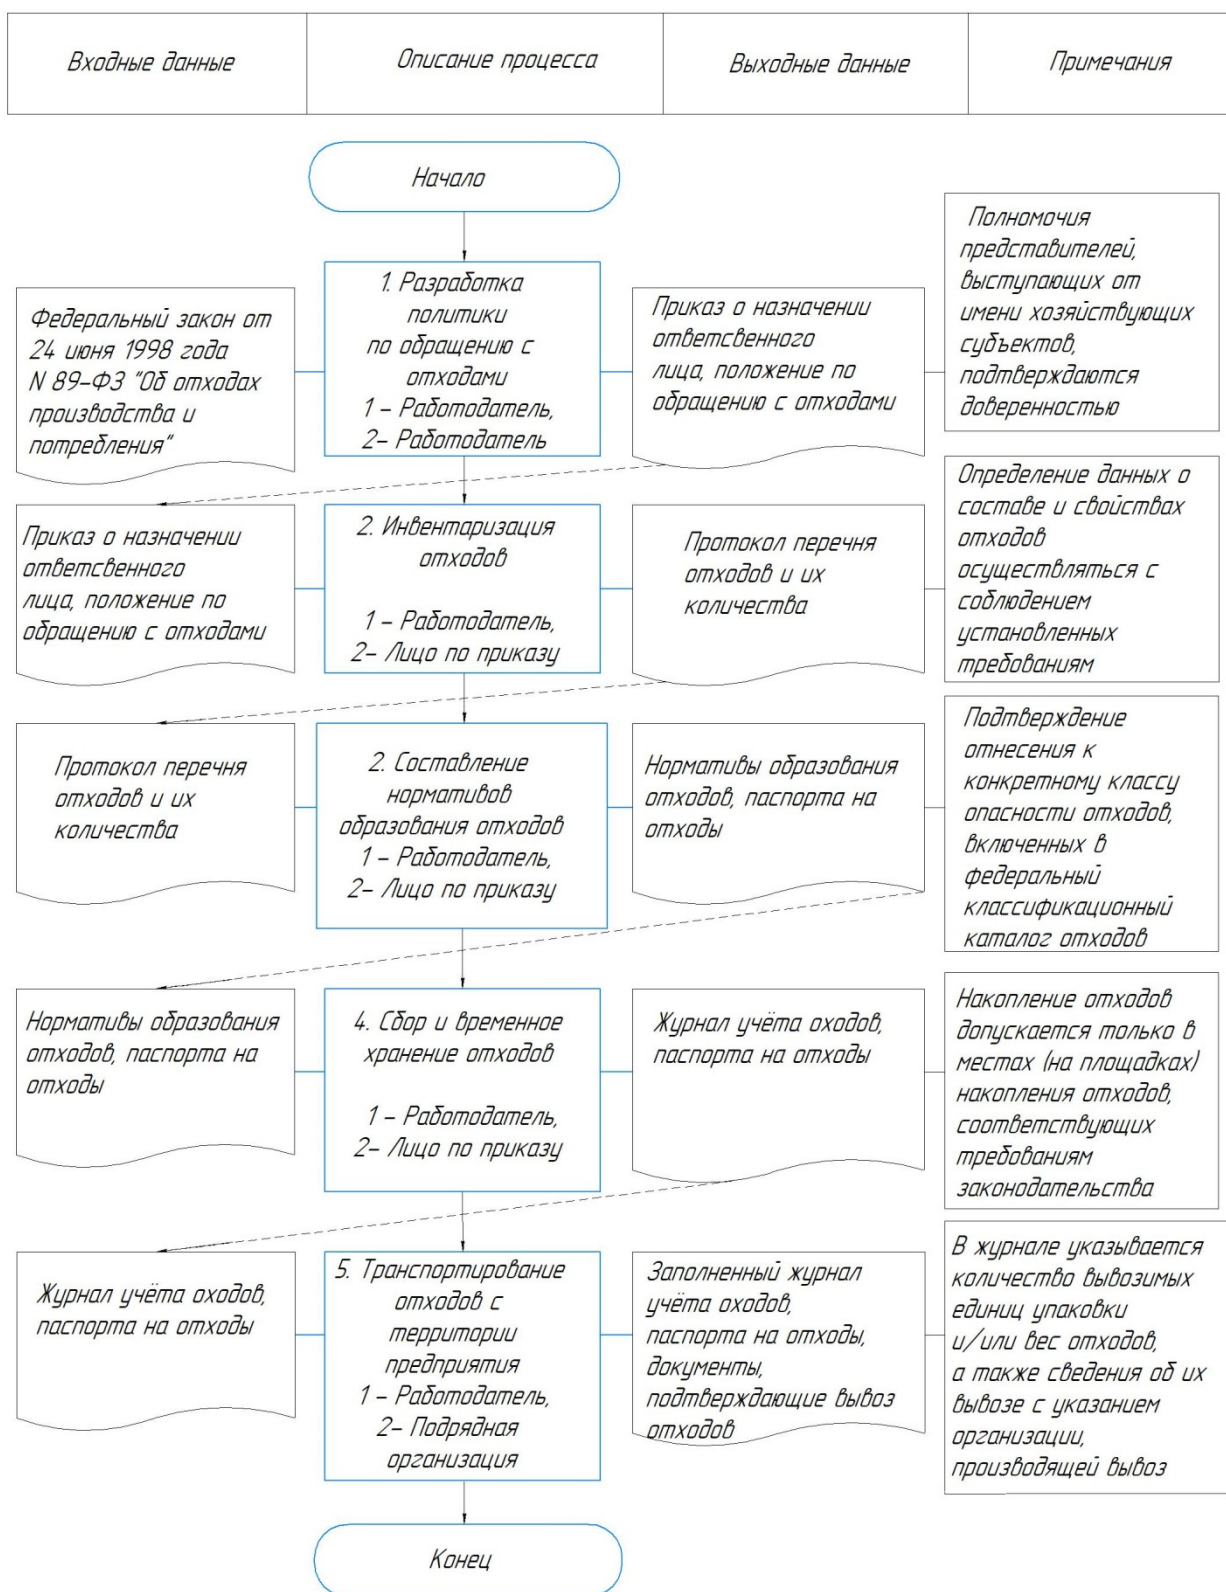 Входные данные
Описание процесса
Выходные данные
Примечания
Начало
Федеральный закон от
24 июня 1998 года
N 89-ФЗ "Об отходах
производства и
потребления"
1. Разработка
политики
по обращению с
отходами
1 - Работодатель,
2- Работодатель
Приказ о назначении
ответсвенного
лица, положение по
обращению с отходами
Полномочия
представителей,
выступающих от
имени хозяйствующих
субъектов,
подтверждаются
доверенностью
Приказ о назначении
ответсвенного
лица, положение по
обращению с отходами
2. Инвентаризация
отходов
1 - Работодатель,
2- Лицо по приказу
Протокол перечня
отходов и их
количества
Определение данных о
составе и свойствах
отходов
осуществляться с
соблюдением
установленных
требованиям
Протокол перечня
отходов и их
количества
2. Составление
нормативов
образования отходов
1 - Работодатель,
2- Лицо по приказу
Нормативы образования
отходов, паспорта на
отходы
Подтверждение
отнесения к
конкретному классу
опасности отходов,
включенных в
федеральный
классификационный
каталог отходов
Нормативы образования
отходов, паспорта на
отходы
4. Сбор и временное
хранение отходов
1 - Работодатель,
2- Лицо по приказу
Журнал учёта оходов,
паспорта на отходы
Накопление отходов
допускается только в
местах (на площадках)
накопления отходов,
соответствующих
требованиям
законодательства
Журнал учёта оходов,
паспорта на отходы
5. Транспортирование
отходов с
территории
предприятия
1 - Работодатель,
2- Подрядная
организация
Заполненный журнал
учёта оходов,
паспорта на отходы,
документы,
подтверждающие вывоз
отходов
В журнале указывается
количество вывозимых
единиц упаковки
и/или вес отходов,
а также сведения об их
вывозе с указанием
организации,
производящей вывоз
Конец